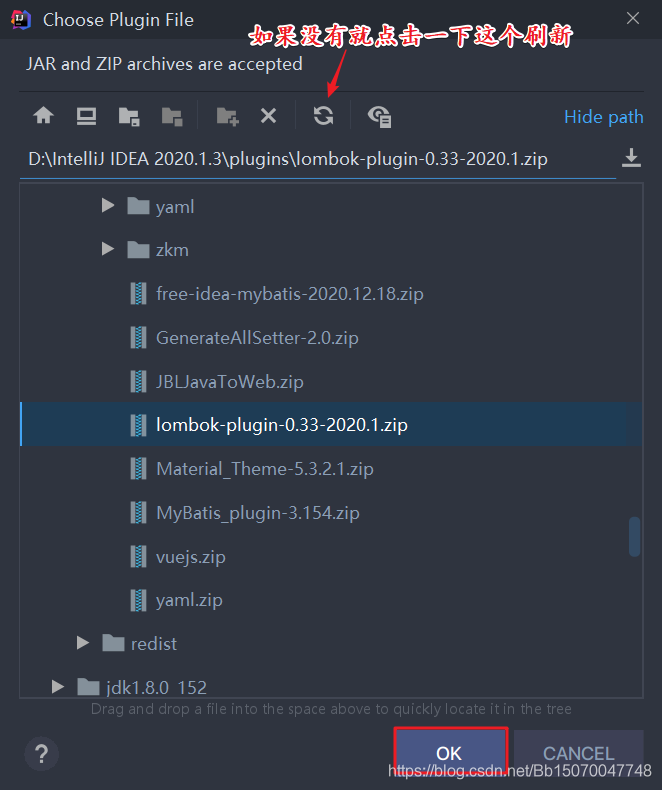 Choose Plugin File
如果没有就点击一下这个刷新
JAR and ZIP archives are accepted
Hide path
D:\IntelliJ IDEA 2020.1.3\plugins\lombok-plugin-0.33-2020.1.zip
yaml
zkm
free-idea-mybatis-2020.12.18.zip
GenerateAllSetter-2.0.zip
JBLJavaToWeb.zip
lombok-plugin-0.33-2020.1.zip
Material_Theme-5.3.2.1.zip
MyBatis_plugin-3.154.zip
vuejs.zip
yaml.zip
redist
jdk1.8.0_152
Drag and drop a file into the space above to quickly locate it in the tree
?
OK
CANCEL
https://blog.csdn.net/Bb15070047748